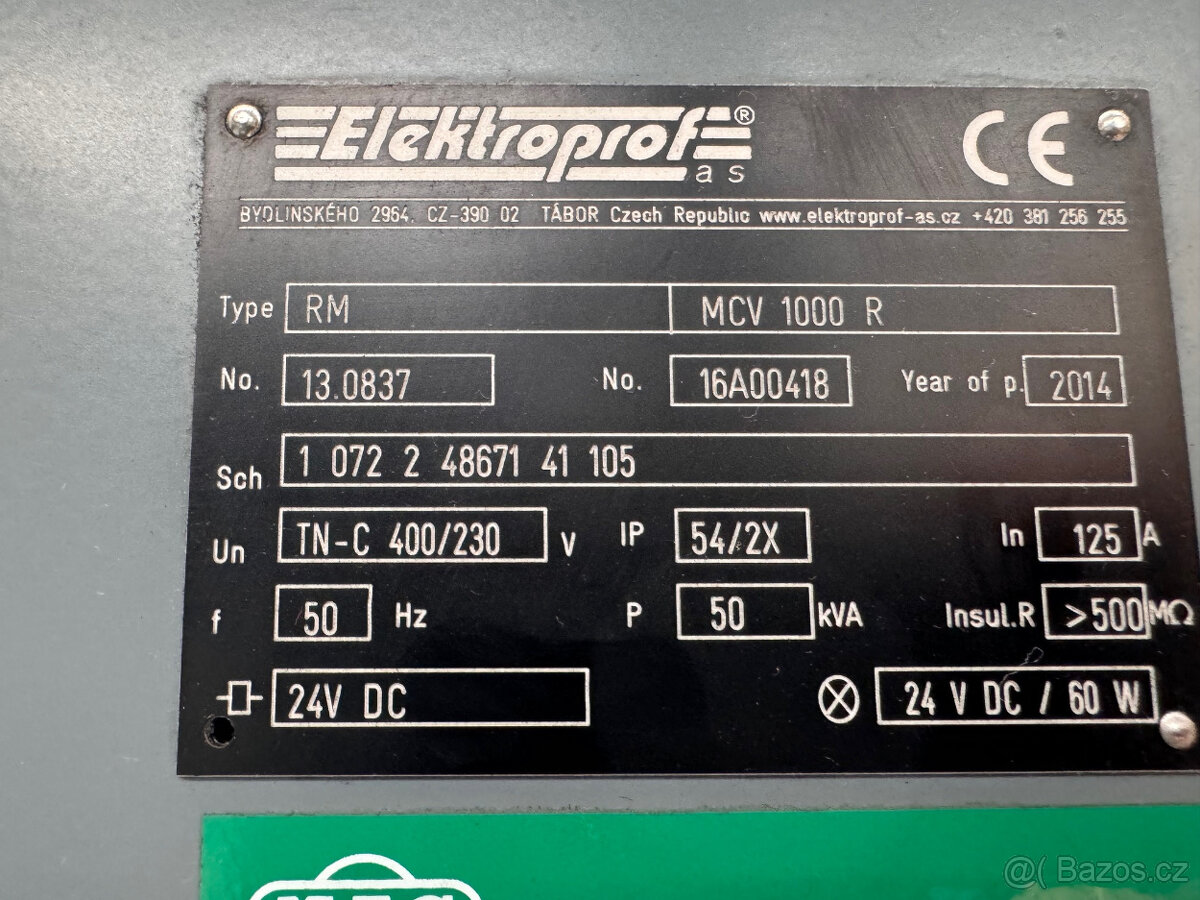 Elektroprof® CE
a s
BYDLINSKÉHO 2964, CZ-390 02 TÁBOR Czech Republic www.elektroprof-as.cz +420 381 256 255
Type RM MCV 1000 R
No. 13.0837 No. 16A00418 Year of p. 2014
Sch 1 072 2 48671 41 105
Un TN-C 400/230 V IP 54/2X In 125 A
f 50 Hz P 50 kVA Insul.R >500 MΩ
24V DC 24 V DC / 60 W
@( Bazos.cz